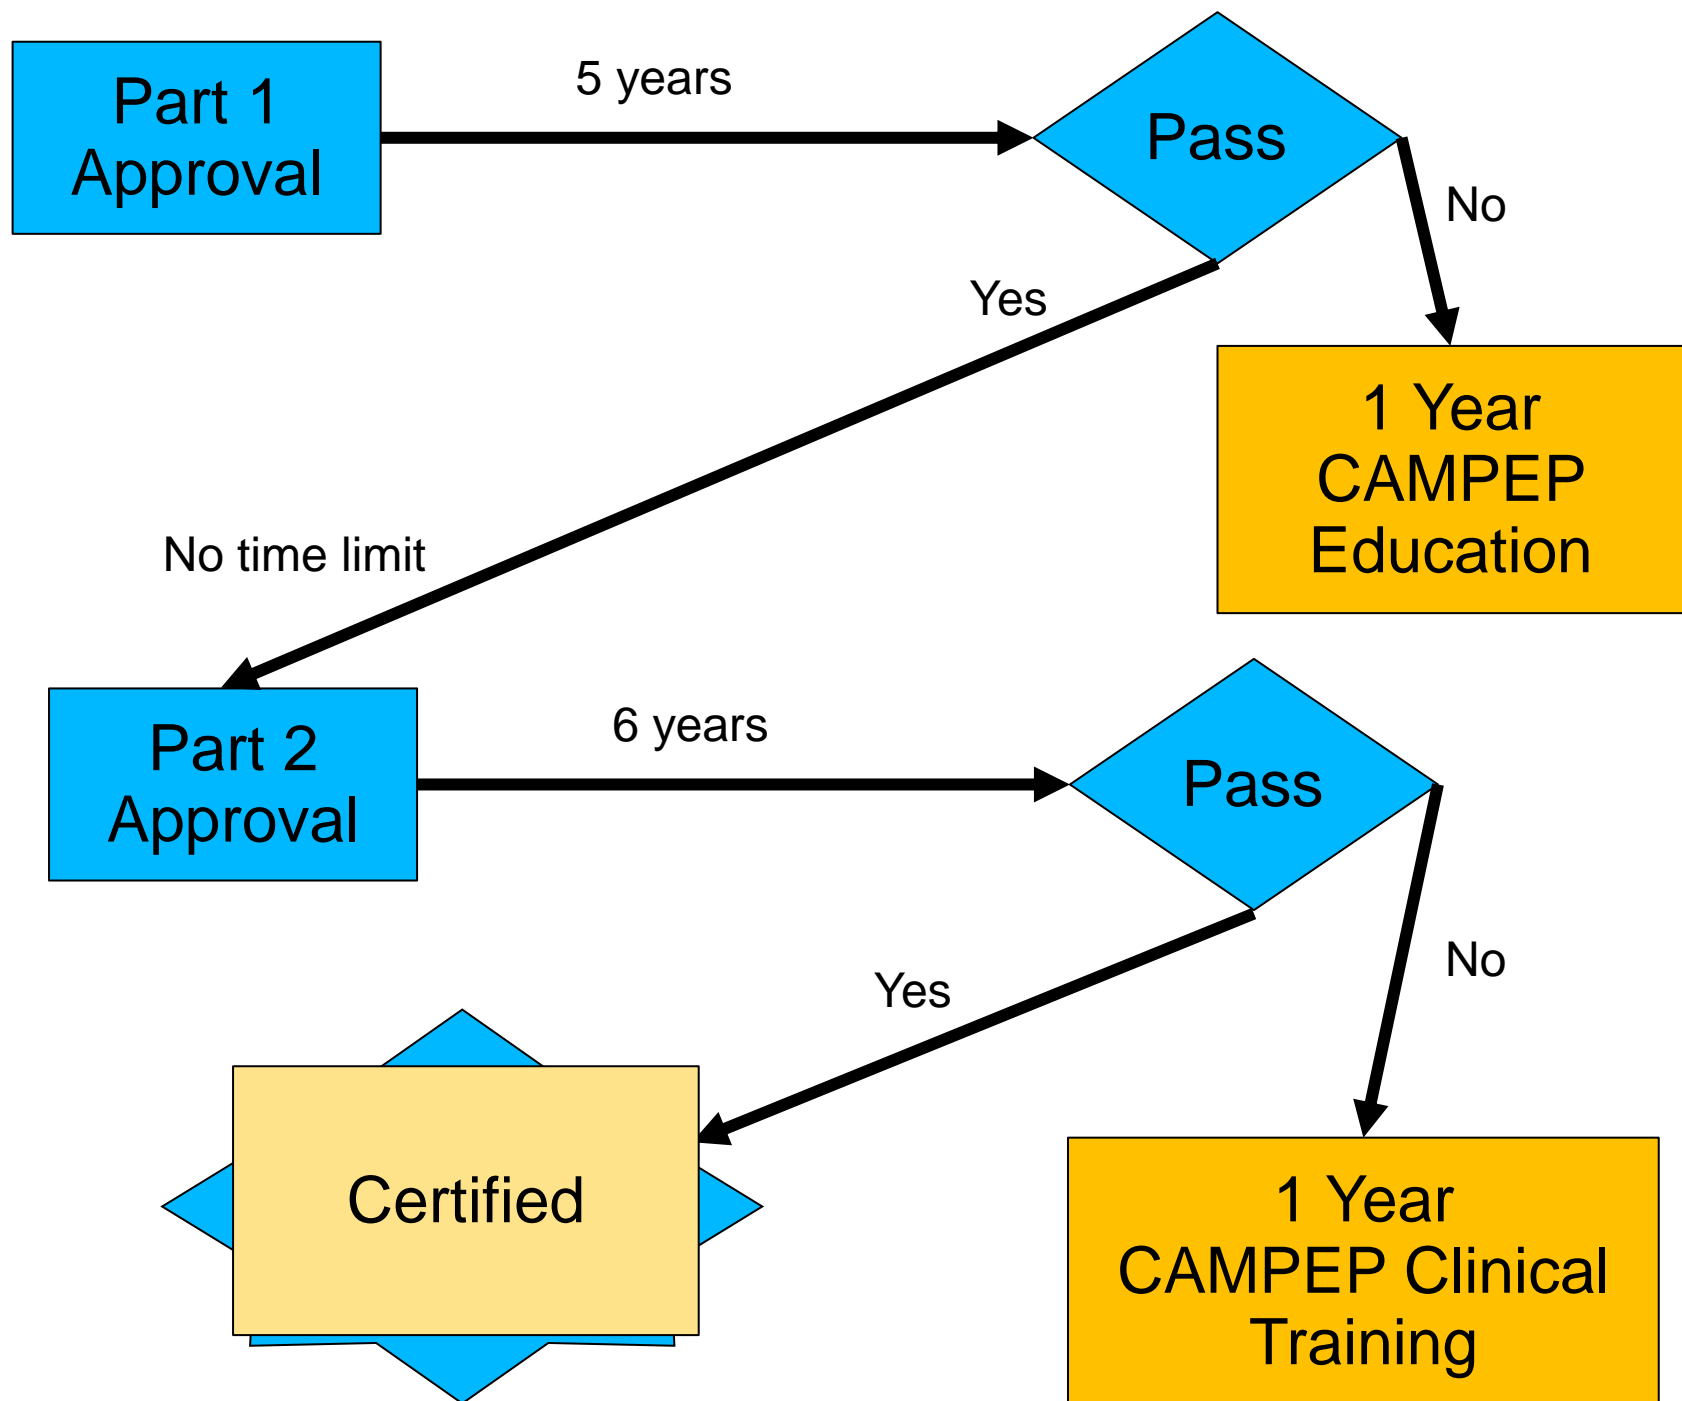 Part 1
Approval
5 years
Pass
No
Yes
1 Year
CAMPEP
Education
No time limit
Part 2
Approval
6 years
Pass
No
Yes
Certified
1 Year
CAMPEP Clinical
Training